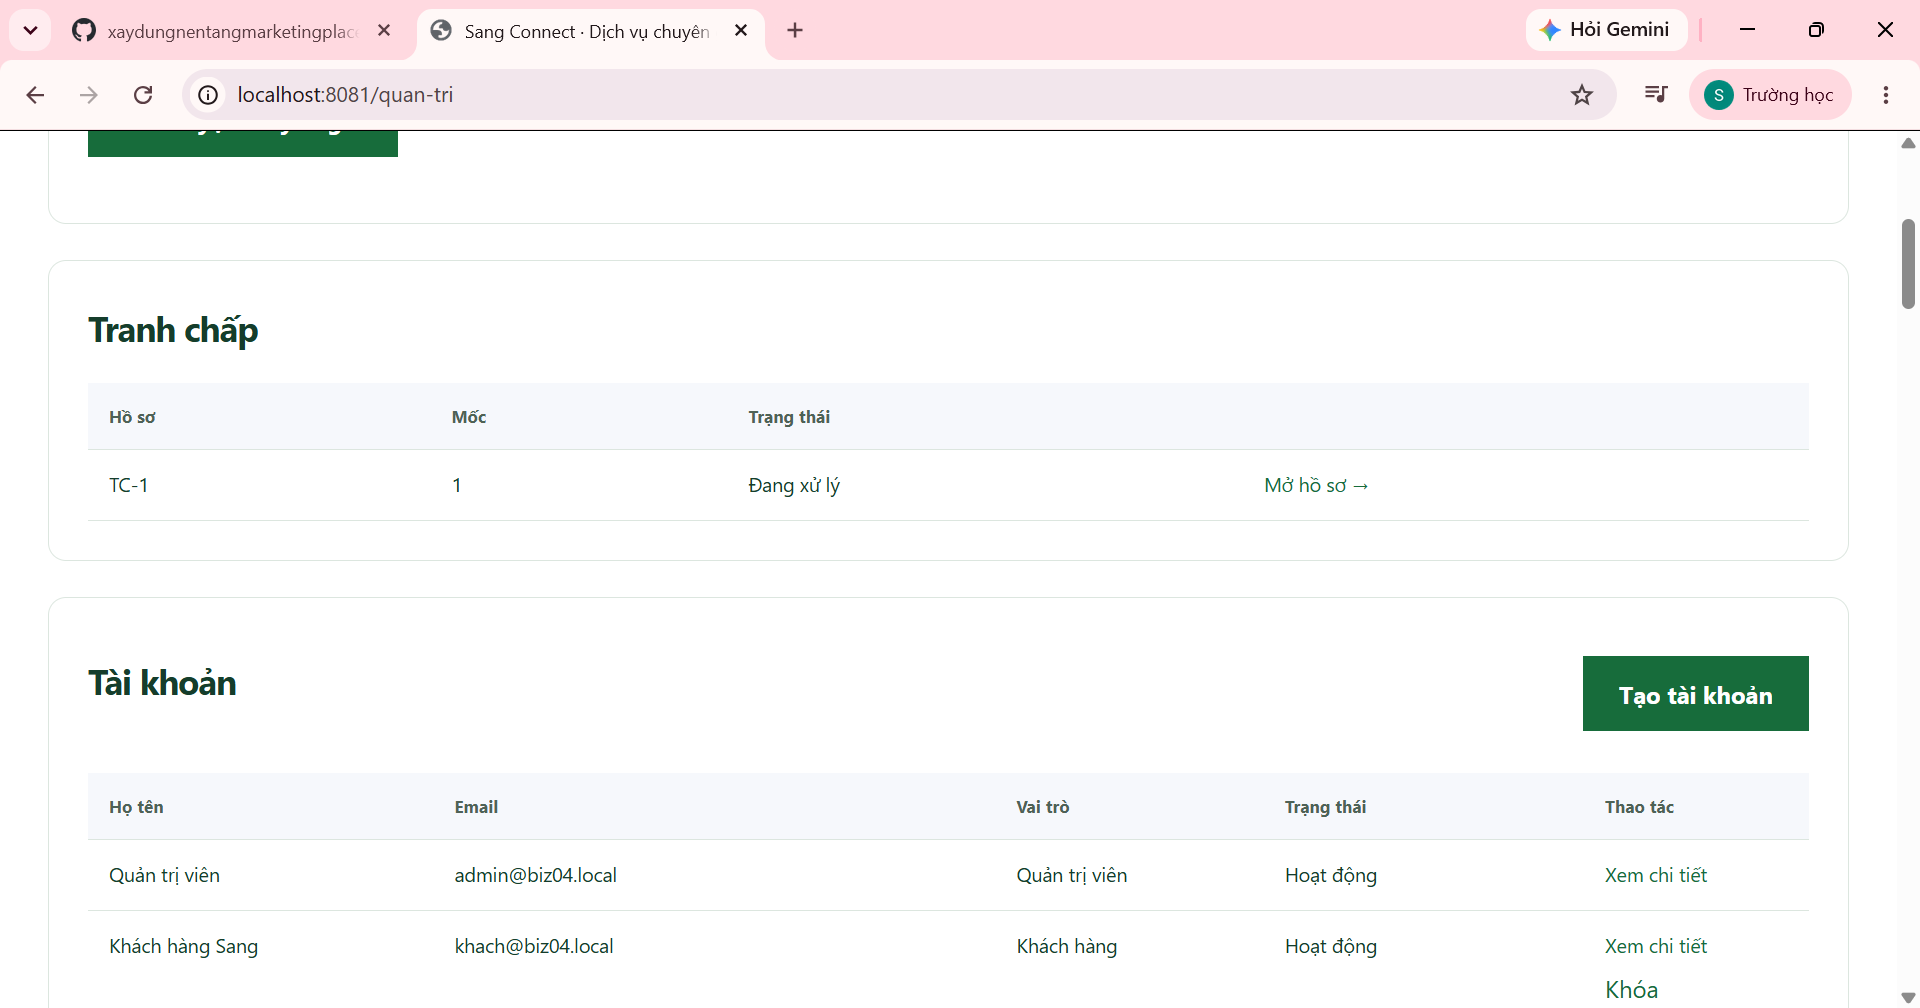 xaydungnentangmarketingplac
Sang Connect · Dịch vụ chuyên
Hỏi Gemini
localhost:8081/quan-tri
S
Trường học
Tranh chấp
Hồ sơ Mốc Trạng thái
TC-1 1 Đang xử lý Mở hồ sơ →
Tài khoản
Tạo tài khoản
Họ tên Email Vai trò Trạng thái Thao tác
Quản trị viên admin@biz04.local Quản trị viên Hoạt động Xem chi tiết
Khách hàng Sang khach@biz04.local Khách hàng Hoạt động Xem chi tiết
Khóa